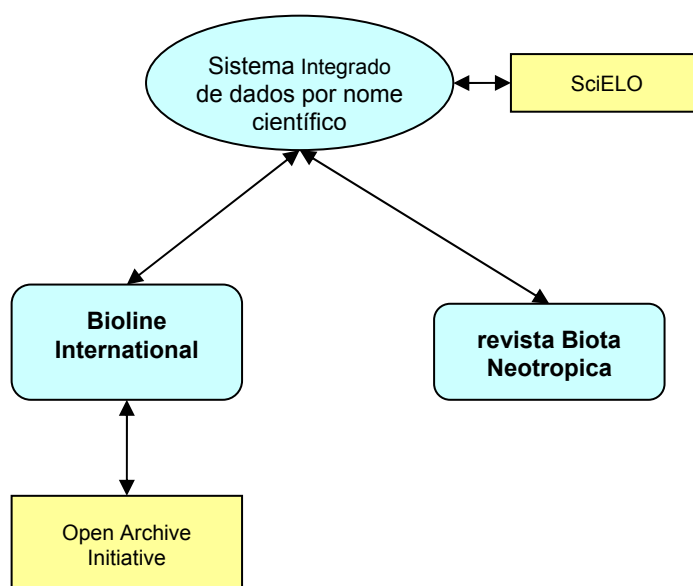 Sistema Integrado
de dados por nome
científico
SciELO
Bioline
International
revista Biota
Neotropica
Open Archive
Initiative